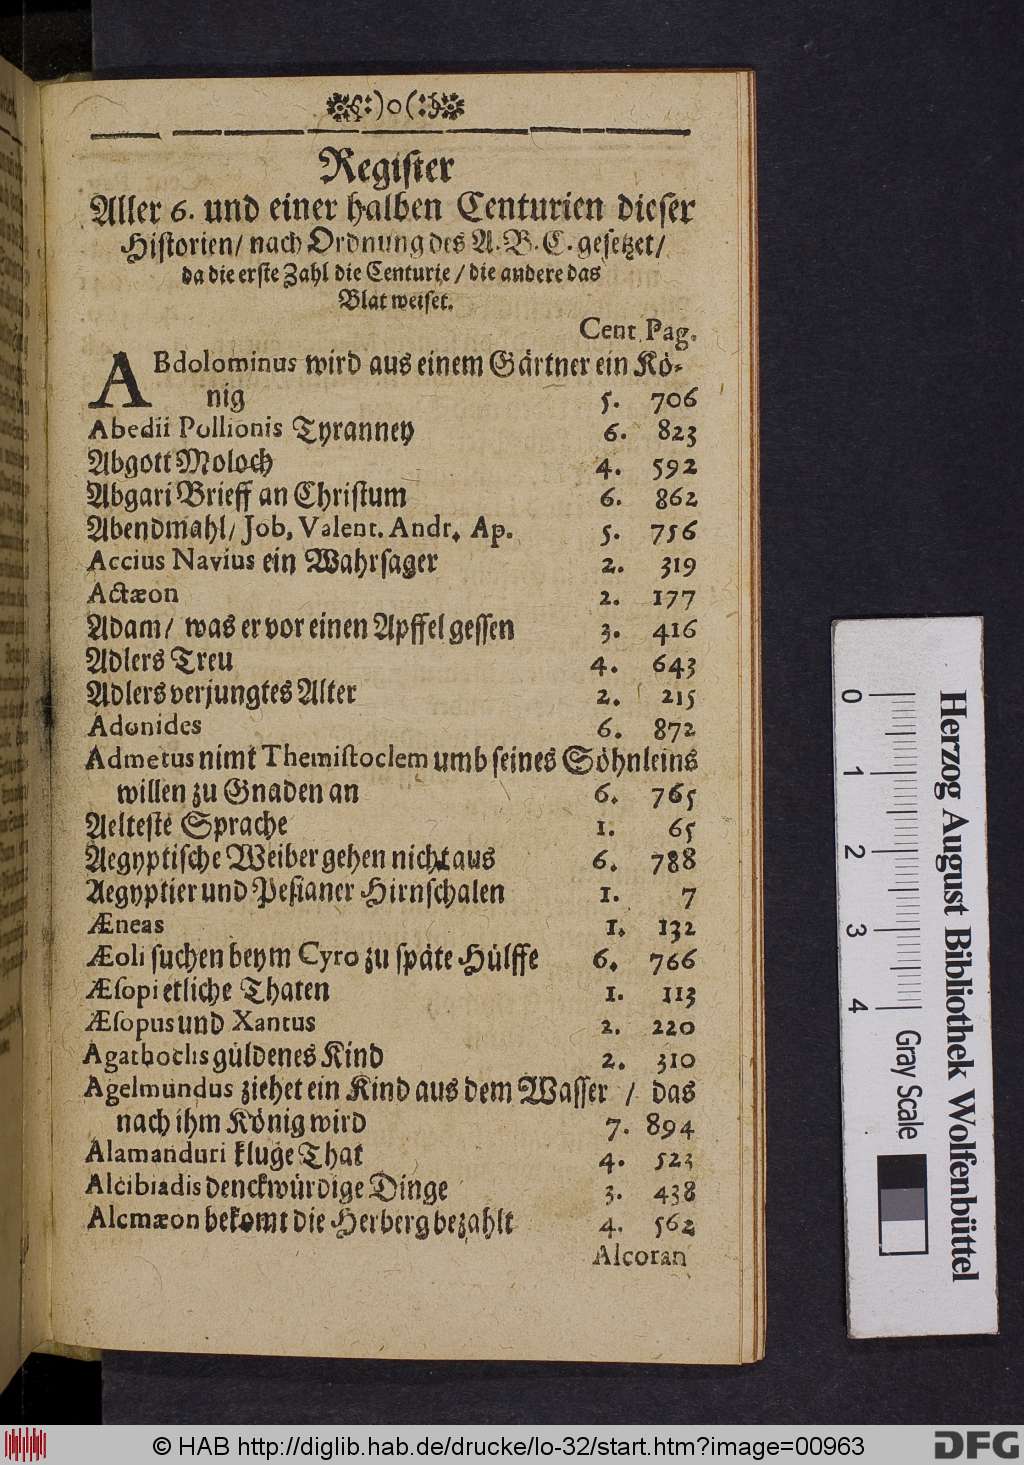 Register
Aller 6. und einer halben Centurien dieser
Historien/ nach Ordnung des A. B. C. gesetzet/
da die erste Zahl die Centurie / die andere das
Blat weiset.
Cent. Pag.
ABdolominus wird aus einem Gärtner ein Kö-
nig 5. 706
Abedii Pollionis Tyranney 6. 823
Abgott Moloch 4. 592
Abgari Brieff an Christum 6. 862
Abendmahl/ Job, Valent. Andr. Ap. 5. 756
Accius Navius ein Wahrsager 2. 319
Actæon 2. 177
Adam/ was er vor einen Apffel gessen 3. 416
Adlers Treu 4. 643
Adlers verjungtes Alter 2. 215
Adonides 6. 872
Admetus nimt Themistoclem umb seines Söhnleins
willen zu Gnaden an 6. 765
Aelteste Sprache 1. 65
Aegyptische Weiber gehen nicht aus 6. 788
Aegyptier und Pesianer Hirnschalen 1. 7
Æneas 1. 132
Æoli suchen beym Cyro zu späte Hülffe 6. 766
Æsopi etliche Thaten 1. 113
Æsopus und Xantus 2. 220
Agathoclis güldenes Kind 2. 310
Agelmundus ziehet ein Kind aus dem Wasser / das
nach ihm König wird 7. 894
Alamanduri kluge That 4. 523
Alcibiadis denckwürdige Dinge 3. 438
Alcmæon bekomt die Herberg bezahlt 4. 562
Alcoran
0 1 2 3 4
Gray Scale
Herzog August Bibliothek Wolfenbüttel
© HAB http://diglib.hab.de/drucke/lo-32/start.htm?image=00963
DFG